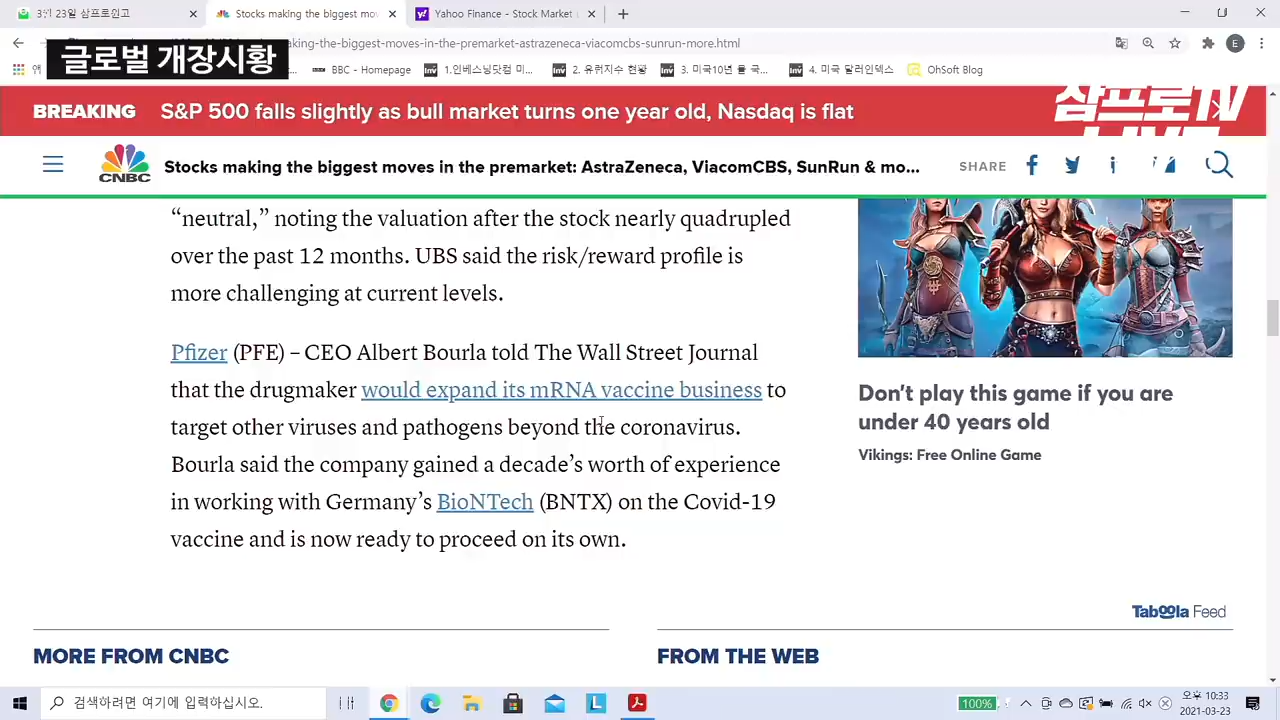 3월 23일 삼프로원고
Stocks making the biggest mov
Yahoo Finance - Stock Market
aking-the-biggest-moves-in-the-premarket-astrazeneca-viacomcbs-sunrun-more.html
E
글로벌 개장시황
BBC - Homepage
1.인베스닝닷컴 미...
2. 유퀴지수 현황
3. 미국10년 률 국...
4. 미국 달러인덱스
OhSoft Blog
BREAKING S&P 500 falls slightly as bull market turns one year old, Nasdaq is flat
삼프로TV
LIVE
CNBC
Stocks making the biggest moves in the premarket: AstraZeneca, ViacomCBS, SunRun & mo...
SHARE
“neutral,” noting the valuation after the stock nearly quadrupled
over the past 12 months. UBS said the risk/reward profile is
more challenging at current levels.
Pfizer (PFE) – CEO Albert Bourla told The Wall Street Journal
that the drugmaker would expand its mRNA vaccine business to
target other viruses and pathogens beyond the coronavirus.
Bourla said the company gained a decade’s worth of experience
in working with Germany’s BioNTech (BNTX) on the Covid-19
vaccine and is now ready to proceed on its own.
Don’t play this game if you are
under 40 years old
Vikings: Free Online Game
Taboola Feed
MORE FROM CNBC
FROM THE WEB
검색하려면 여기에 입력하십시오.
100%
오후 10:33
2021-03-23